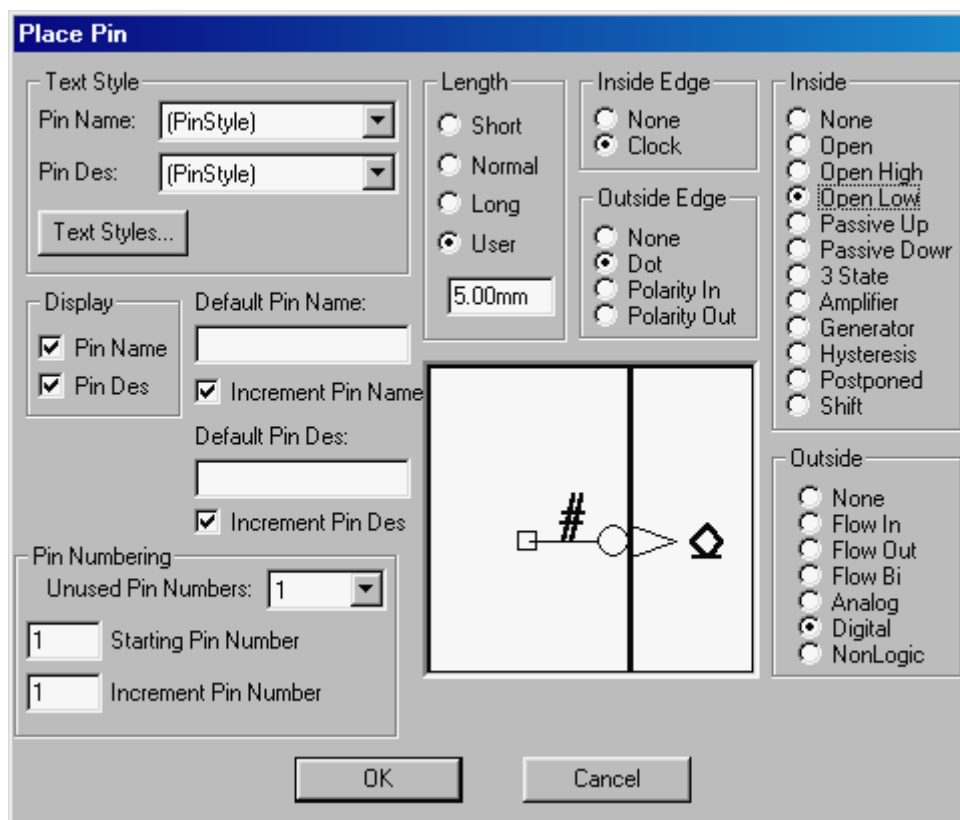 Place Pin
Text Style
Pin Name: (PinStyle)
Pin Des: (PinStyle)
Text Styles...
Length
Short
Normal
Long
User
5.00mm
Inside Edge
None
Clock
Outside Edge
None
Dot
Polarity In
Polarity Out
Inside
None
Open
Open High
Open Low
Passive Up
Passive Dowr
3 State
Amplifier
Generator
Hysteresis
Postponed
Shift
Display
Pin Name
Pin Des
Default Pin Name:
Increment Pin Name
Default Pin Des:
Increment Pin Des
#
Outside
None
Flow In
Flow Out
Flow Bi
Analog
Digital
NonLogic
Pin Numbering
Unused Pin Numbers: 1
1 Starting Pin Number
1 Increment Pin Number
OK
Cancel